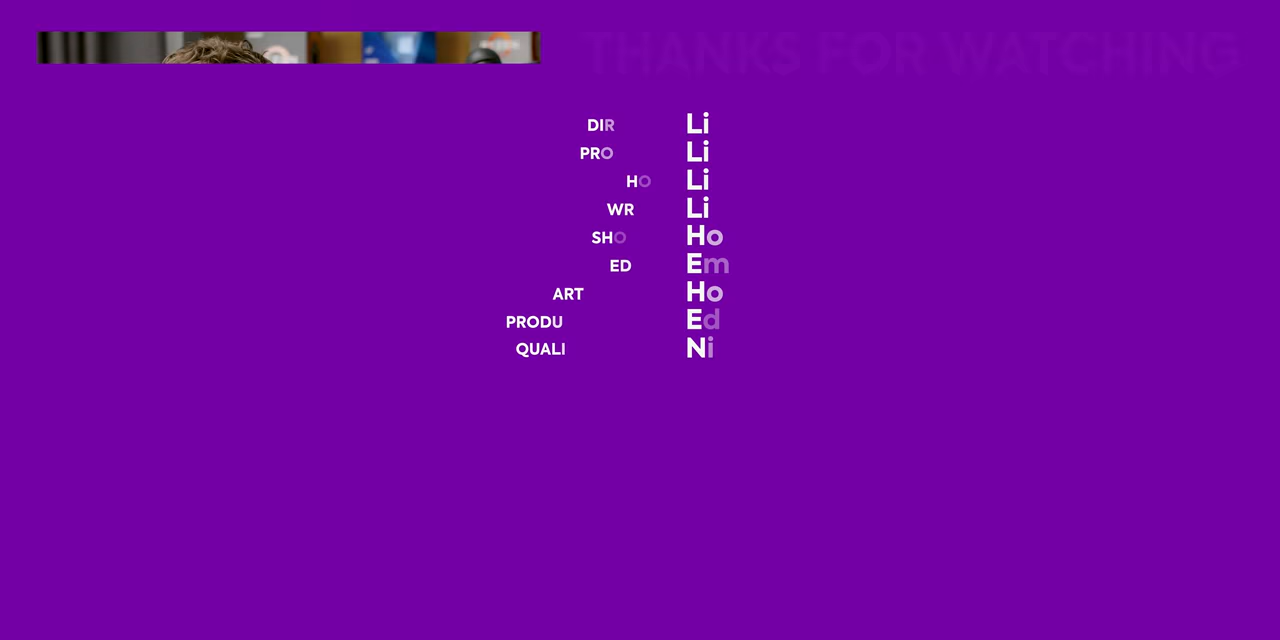 THANKS FOR WATCHING
DIR Li
PRO Li
HO Li
WR Li
SHO Ho
ED Em
ART Ho
PRODU Ed
QUALI Ni